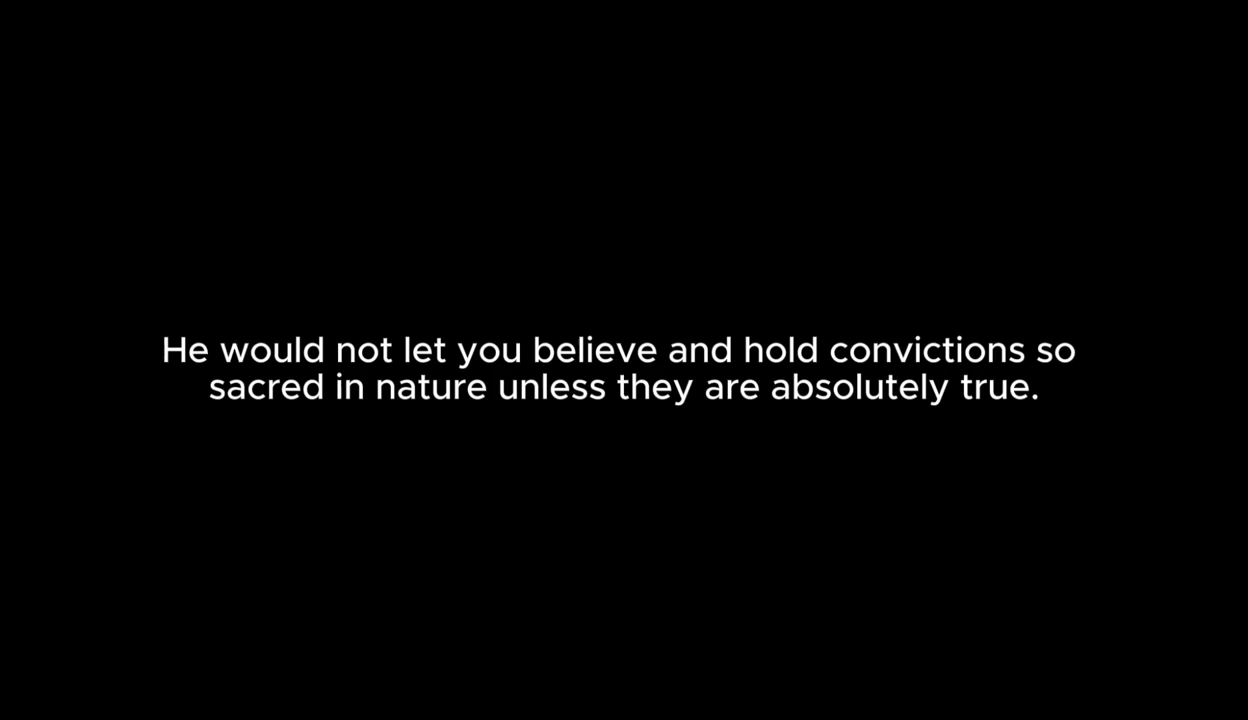 He would not let you believe and hold convictions so
sacred in nature unless they are absolutely true.